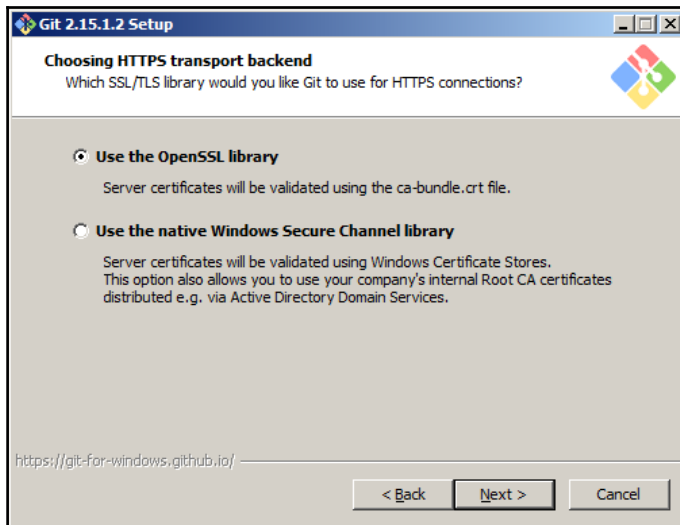 Git 2.15.1.2 Setup
Choosing HTTPS transport backend
Which SSL/TLS library would you like Git to use for HTTPS connections?
Use the OpenSSL library
Server certificates will be validated using the ca-bundle.crt file.
Use the native Windows Secure Channel library
Server certificates will be validated using Windows Certificate Stores.
This option also allows you to use your company's internal Root CA certificates
distributed e.g. via Active Directory Domain Services.
https://git-for-windows.github.io/
< Back Next > Cancel